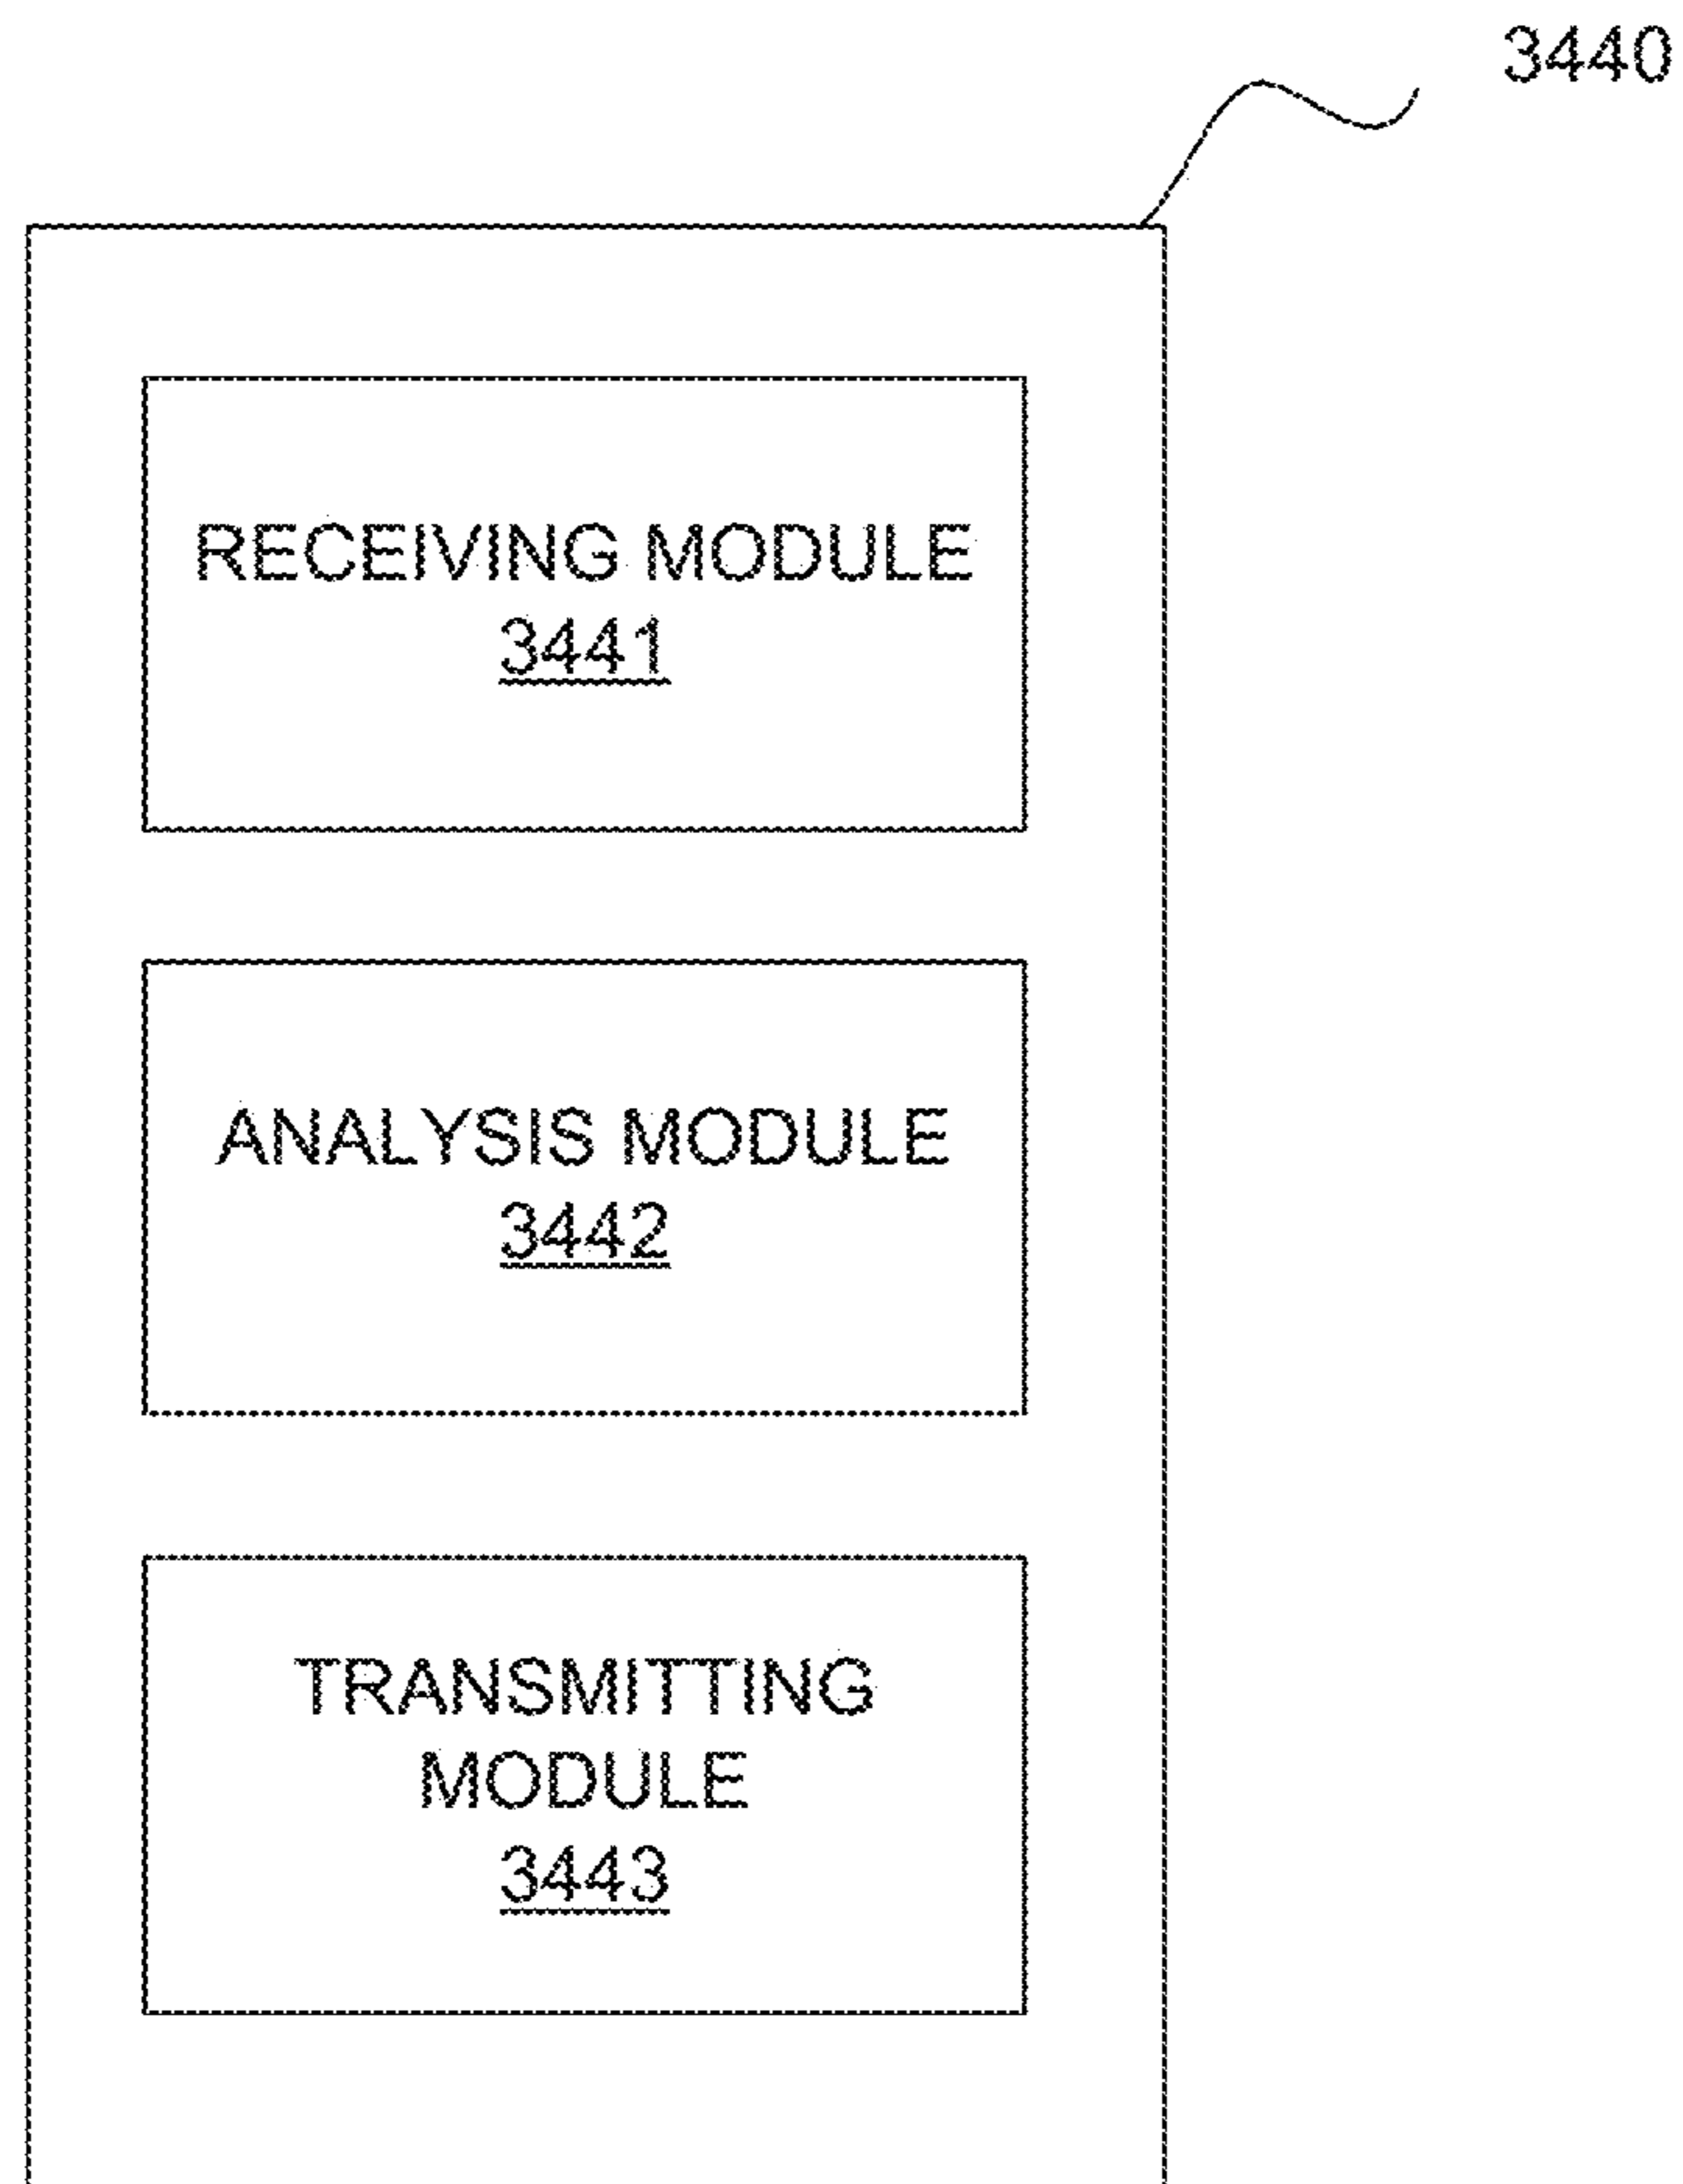 3440
RECEIVING MODULE
3441
ANALYSIS MODULE
3442
TRANSMITTING
MODULE
3443